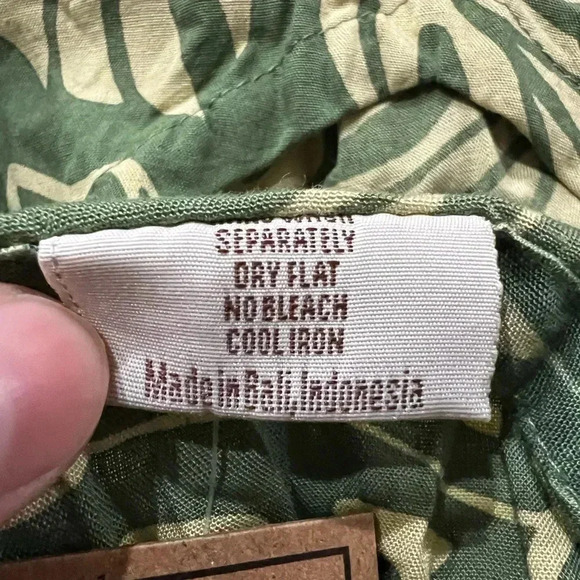 SEPARATELY
DRY FLAT
NO BLEACH
COOL IRON
Made in Bali, Indonesia